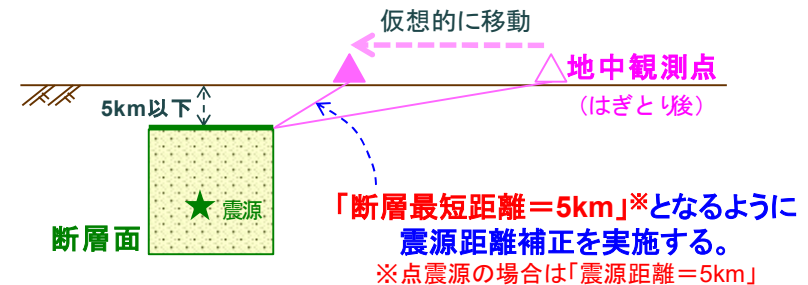 仮想的に移動
地中観測点
(はぎとり後)
5km以下
震源
断層面
「断層最短距離=5km」※となるように
震源距離補正を実施する。
※点震源の場合は「震源距離=5km」